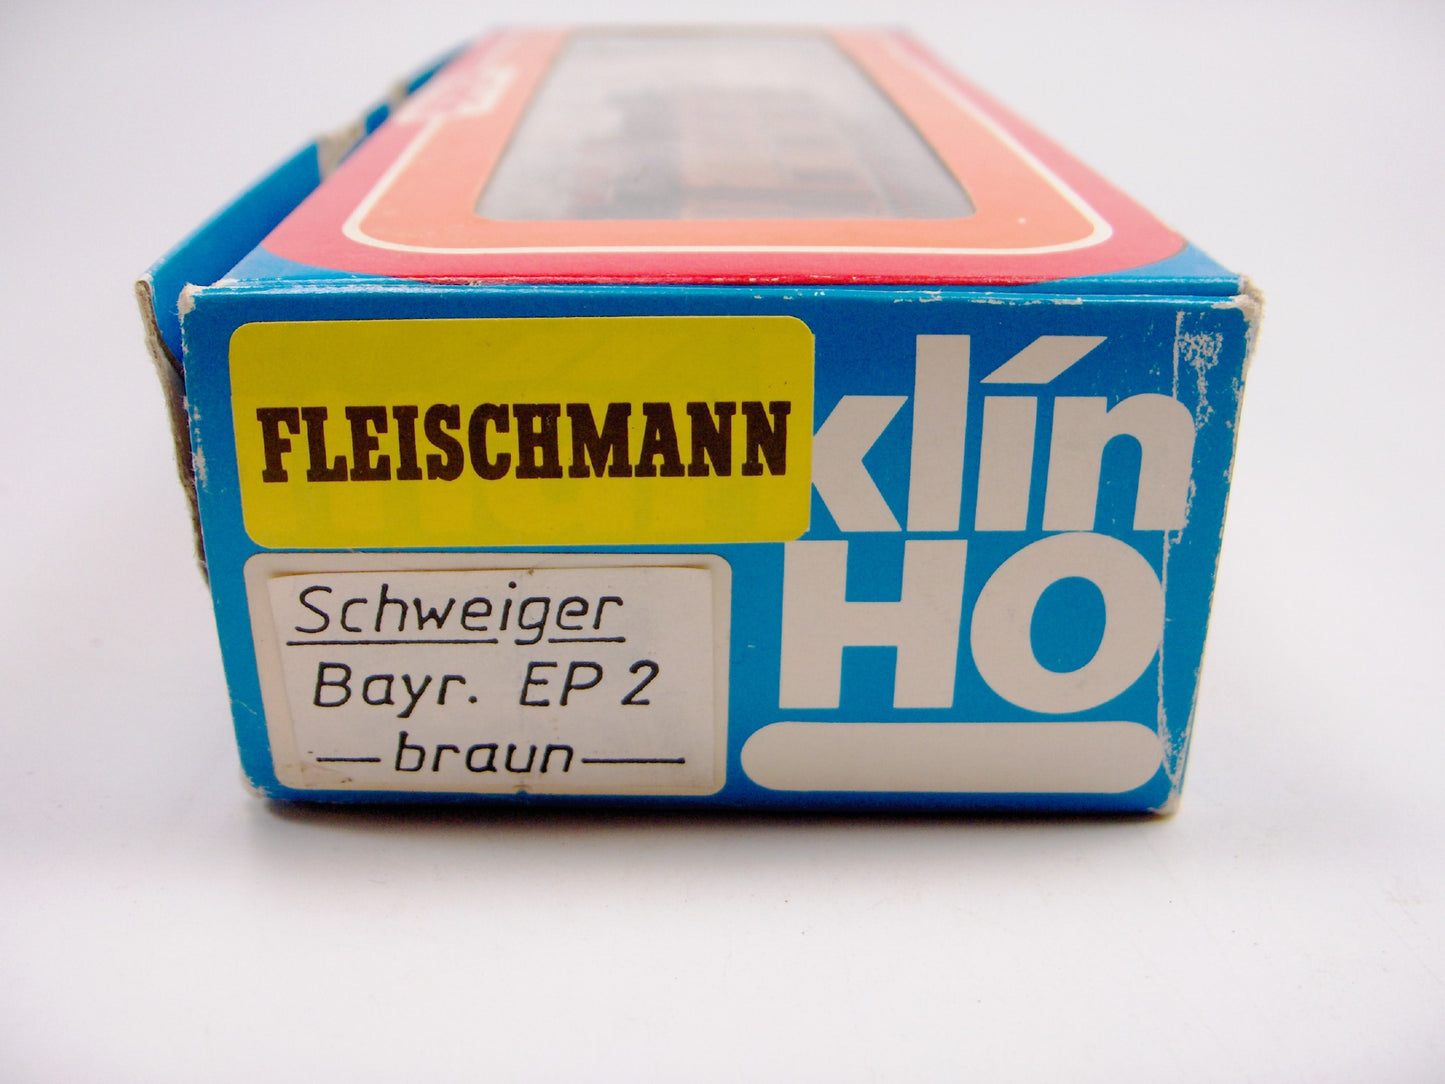 FLEISCHMANN
klín
HO
Schweiger
Bayr. EP 2
— braun —